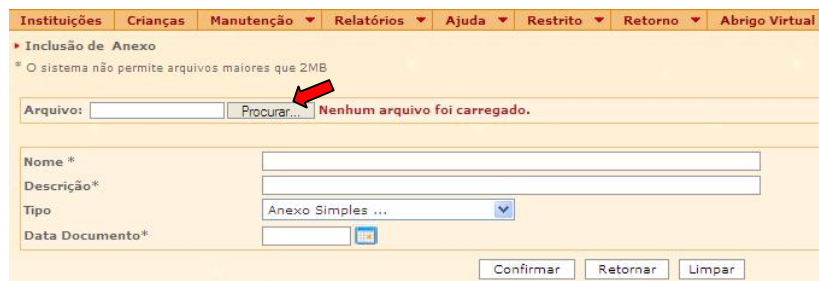 Instituições Crianças Manutenção Relatórios Ajuda Restrito Retorno Abrigo Virtual
Inclusão de Anexo
* O sistema não permite arquivos maiores que 2MB
Arquivo: Procurar... Nenhum arquivo foi carregado.
Nome *
Descrição*
Tipo Anexo Simples ...
Data Documento*
Confirmar Retornar Limpar